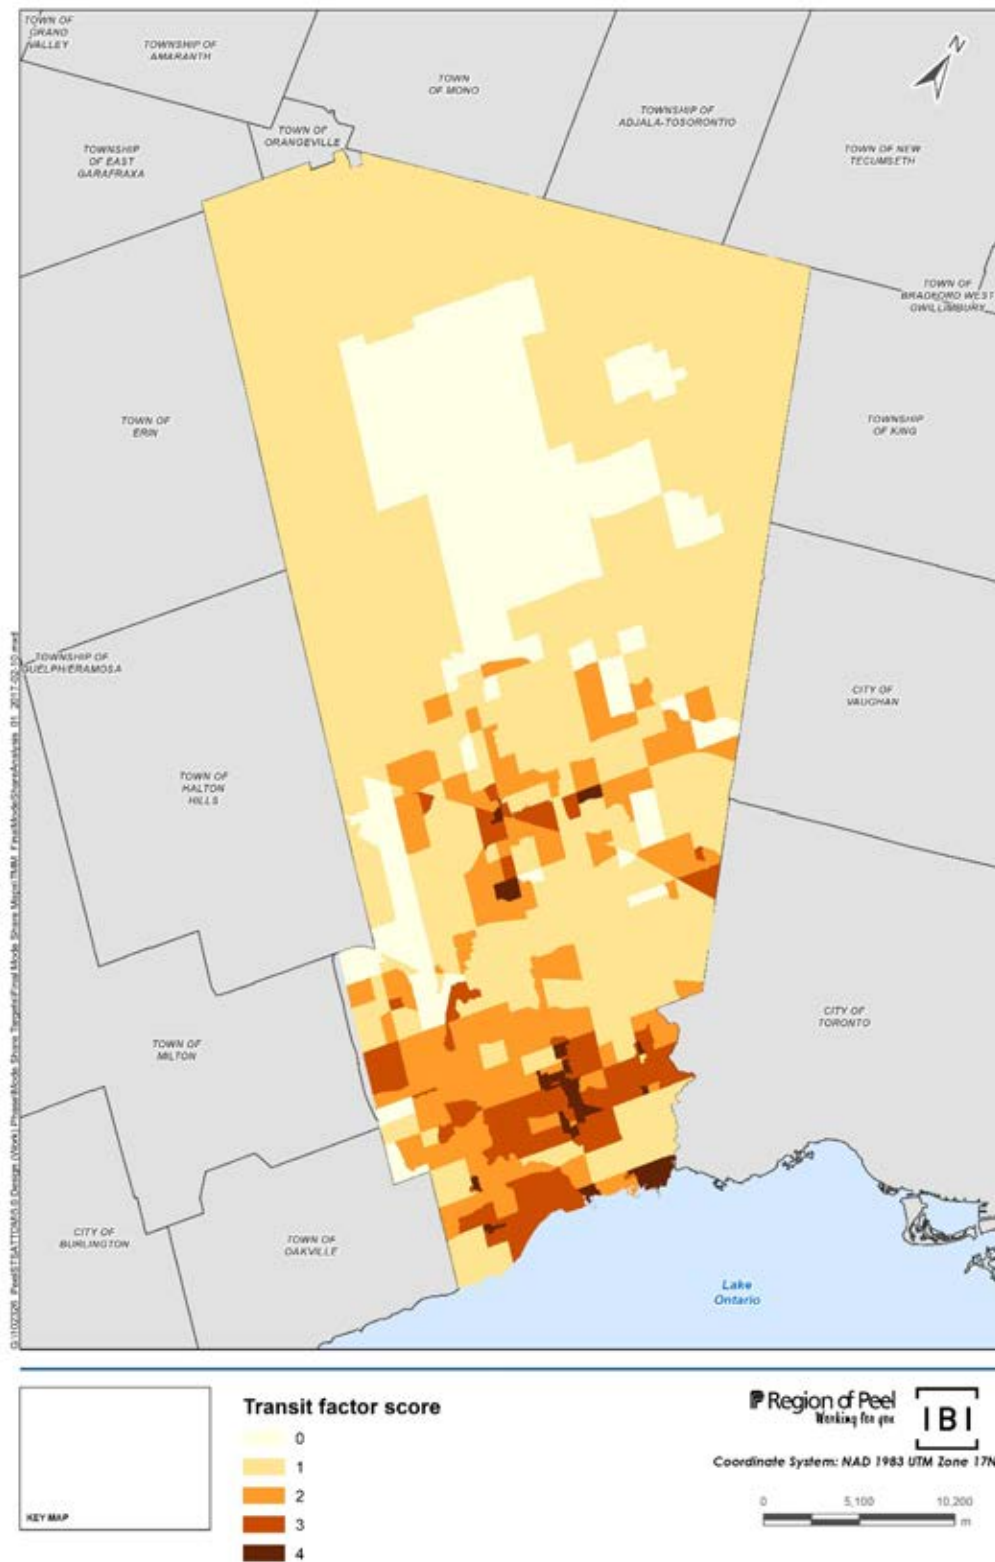 TOWN OF
GRAND
VALLEY
TOWNSHIP OF
AMARANTH
TOWN
OF MONO
N
TOWNSHIP OF
ADJALA-TOSORONTIO
TOWN OF
ORANGEVILLE
TOWNSHIP
OF EAST
GARAFRAXA
TOWN OF NEW
TECUMSETH
TOWN OF
BRADFORD WEST
GWILLIMBURY
TOWN OF
ERIN
TOWNSHIP
OF KING
TOWNSHIP OF
GUELPH/ERAMOSA
CITY OF
VAUGHAN
TOWN OF
HALTON
HILLS
CITY OF
TORONTO
TOWN OF
MILTON
CITY OF
BURLINGTON
TOWN OF
OAKVILLE
Lake
Ontario
KEY MAP
Transit factor score
0
1
2
3
4
Region of Peel
Working for you
IBI
Coordinate System: NAD 1983 UTM Zone 17N
0 5,100 10,200
m